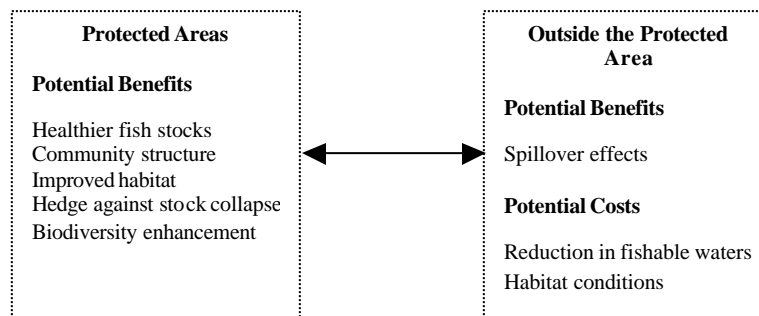 Protected Areas
Potential Benefits
Healthier fish stocks
Community structure
Improved habitat
Hedge against stock collapse
Biodiversity enhancement
Outside the Protected
Area
Potential Benefits
Spillover effects
Potential Costs
Reduction in fishable waters
Habitat conditions